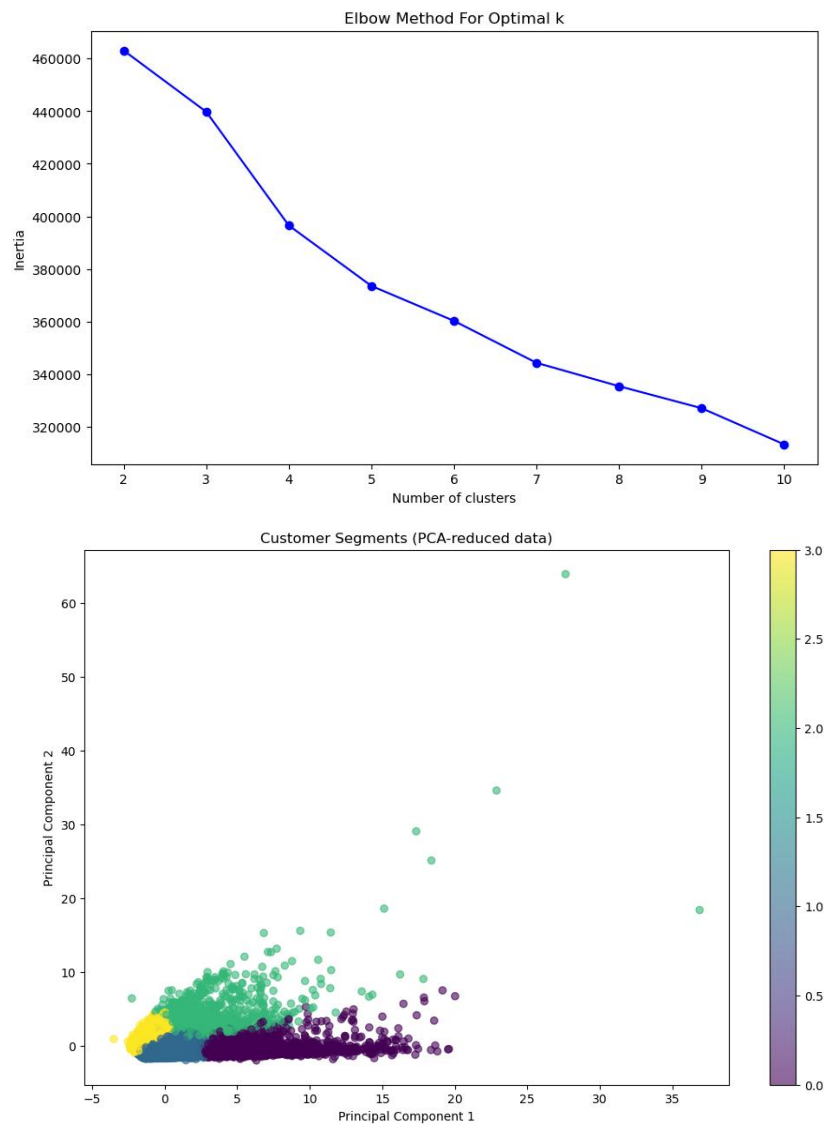 Elbow Method For Optimal k
460000
440000
420000
400000
380000
360000
340000
320000
Inertia
2 3 4 5 6 7 8 9 10
Number of clusters
Customer Segments (PCA-reduced data)
60
50
40
30
20
10
0
Principal Component 2
-5 0 5 10 15 20 25 30 35
Principal Component 1
3.0
2.5
2.0
1.5
1.0
0.5
0.0